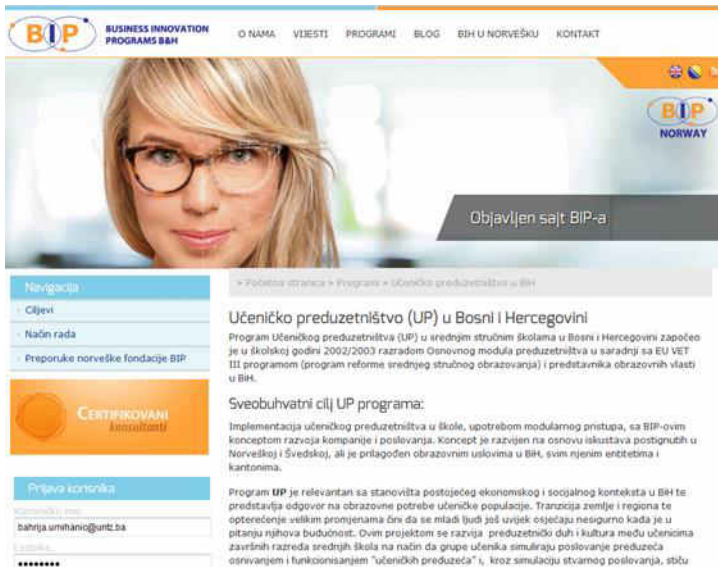 BIP
BUSINESS INNOVATION
PROGRAMS B&H
O NAMA VIJESTI PROGRAMI BLOG BIH U NORVEŠKU KONTAKT
BIP
NORWAY
Objavljen sajt BIP-a
Navigacija
Ciljevi
Način rada
Preporuke norveške fondacije BIP
CERTIFIKOVANI
konsultanti
Prijava korisnika
Korisničko ime
bahrija.umihanic@untz.ba
Lozinka
••••••••
» Početna stranica » Programi » Učeničko preduzetništvo u BiH
Učeničko preduzetništvo (UP) u Bosni i Hercegovini
Program Učeničkog preduzetništva (UP) u srednjim stručnim školama u Bosni i Hercegovini započeo
je u školskoj godini 2002/2003 razradom Osnovnog modula preduzetništva u saradnji sa EU VET
III programom (program reforme srednjeg stručnog obrazovanja) i predstavnika obrazovnih vlasti
u BiH.
Sveobuhvatni cilj UP programa:
Implementacija učeničkog preduzetništva u škole, upotrebom modularnog pristupa, sa BIP-ovim
konceptom razvoja kompanije i poslovanja. Koncept je razvijen na osnovu iskustava postignutih u
Norveškoj i Švedskoj, ali je prilagođen obrazovnim uslovima u BiH, svim njenim entitetima i
kantonima.
Program UP je relevantan sa stanovišta postojećeg ekonomskog i socijalnog konteksta u BiH te
predstavlja odgovor na obrazovne potrebe učeničke populacije. Tranzicija zemlje i regiona te
opterećenje velikim promjenama čini da se mladi ljudi još uvijek osjećaju nesigurno kada je u
pitanju njihova budućnost. Ovim projektom se razvija preduzetnički duh i kultura među učenicima
završnih razreda srednjih škola na način da grupe učenika simuliraju poslovanje preduzeća
osnivanjem i funkcionisanjem "učeničkih preduzeća" i, kroz simulaciju stvarnog poslovanja, stiču